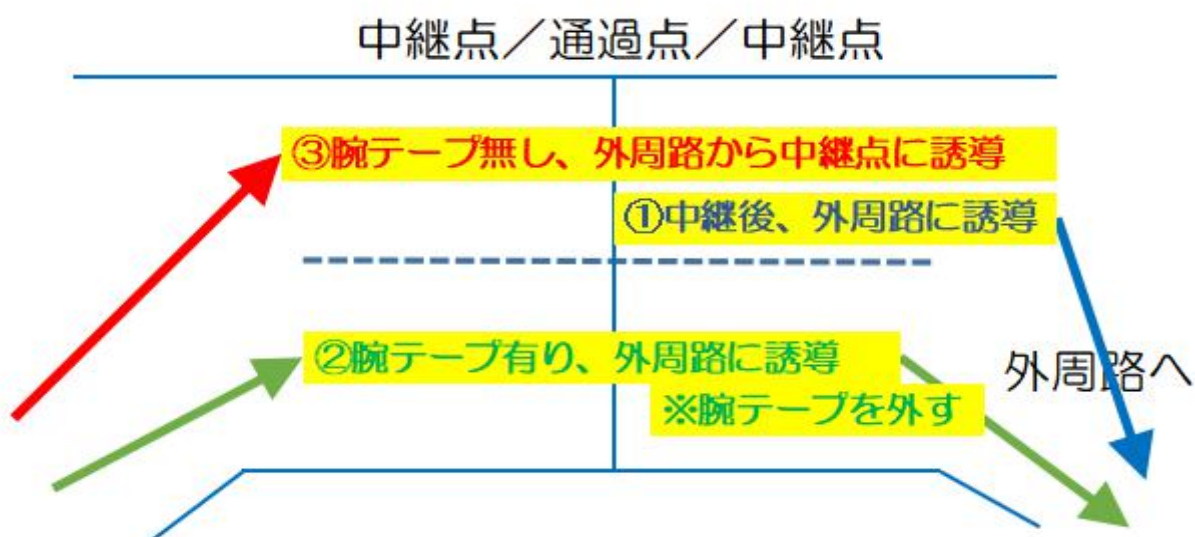 中継点／通過点／中継点
③腕テープ無し、外周路から中継点に誘導
①中継後、外周路に誘導
②腕テープ有り、外周路に誘導
外周路へ
※腕テープを外す